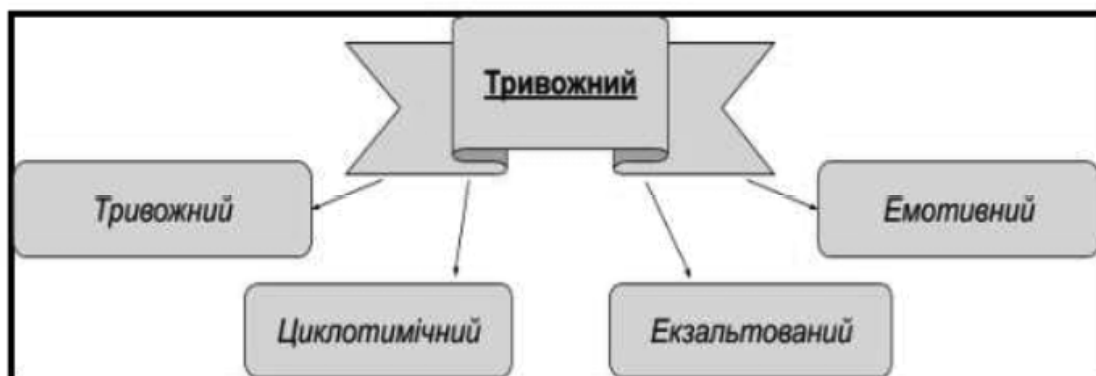 Тривожний
Тривожний
Емотивний
Циклотимічний
Екзальтований